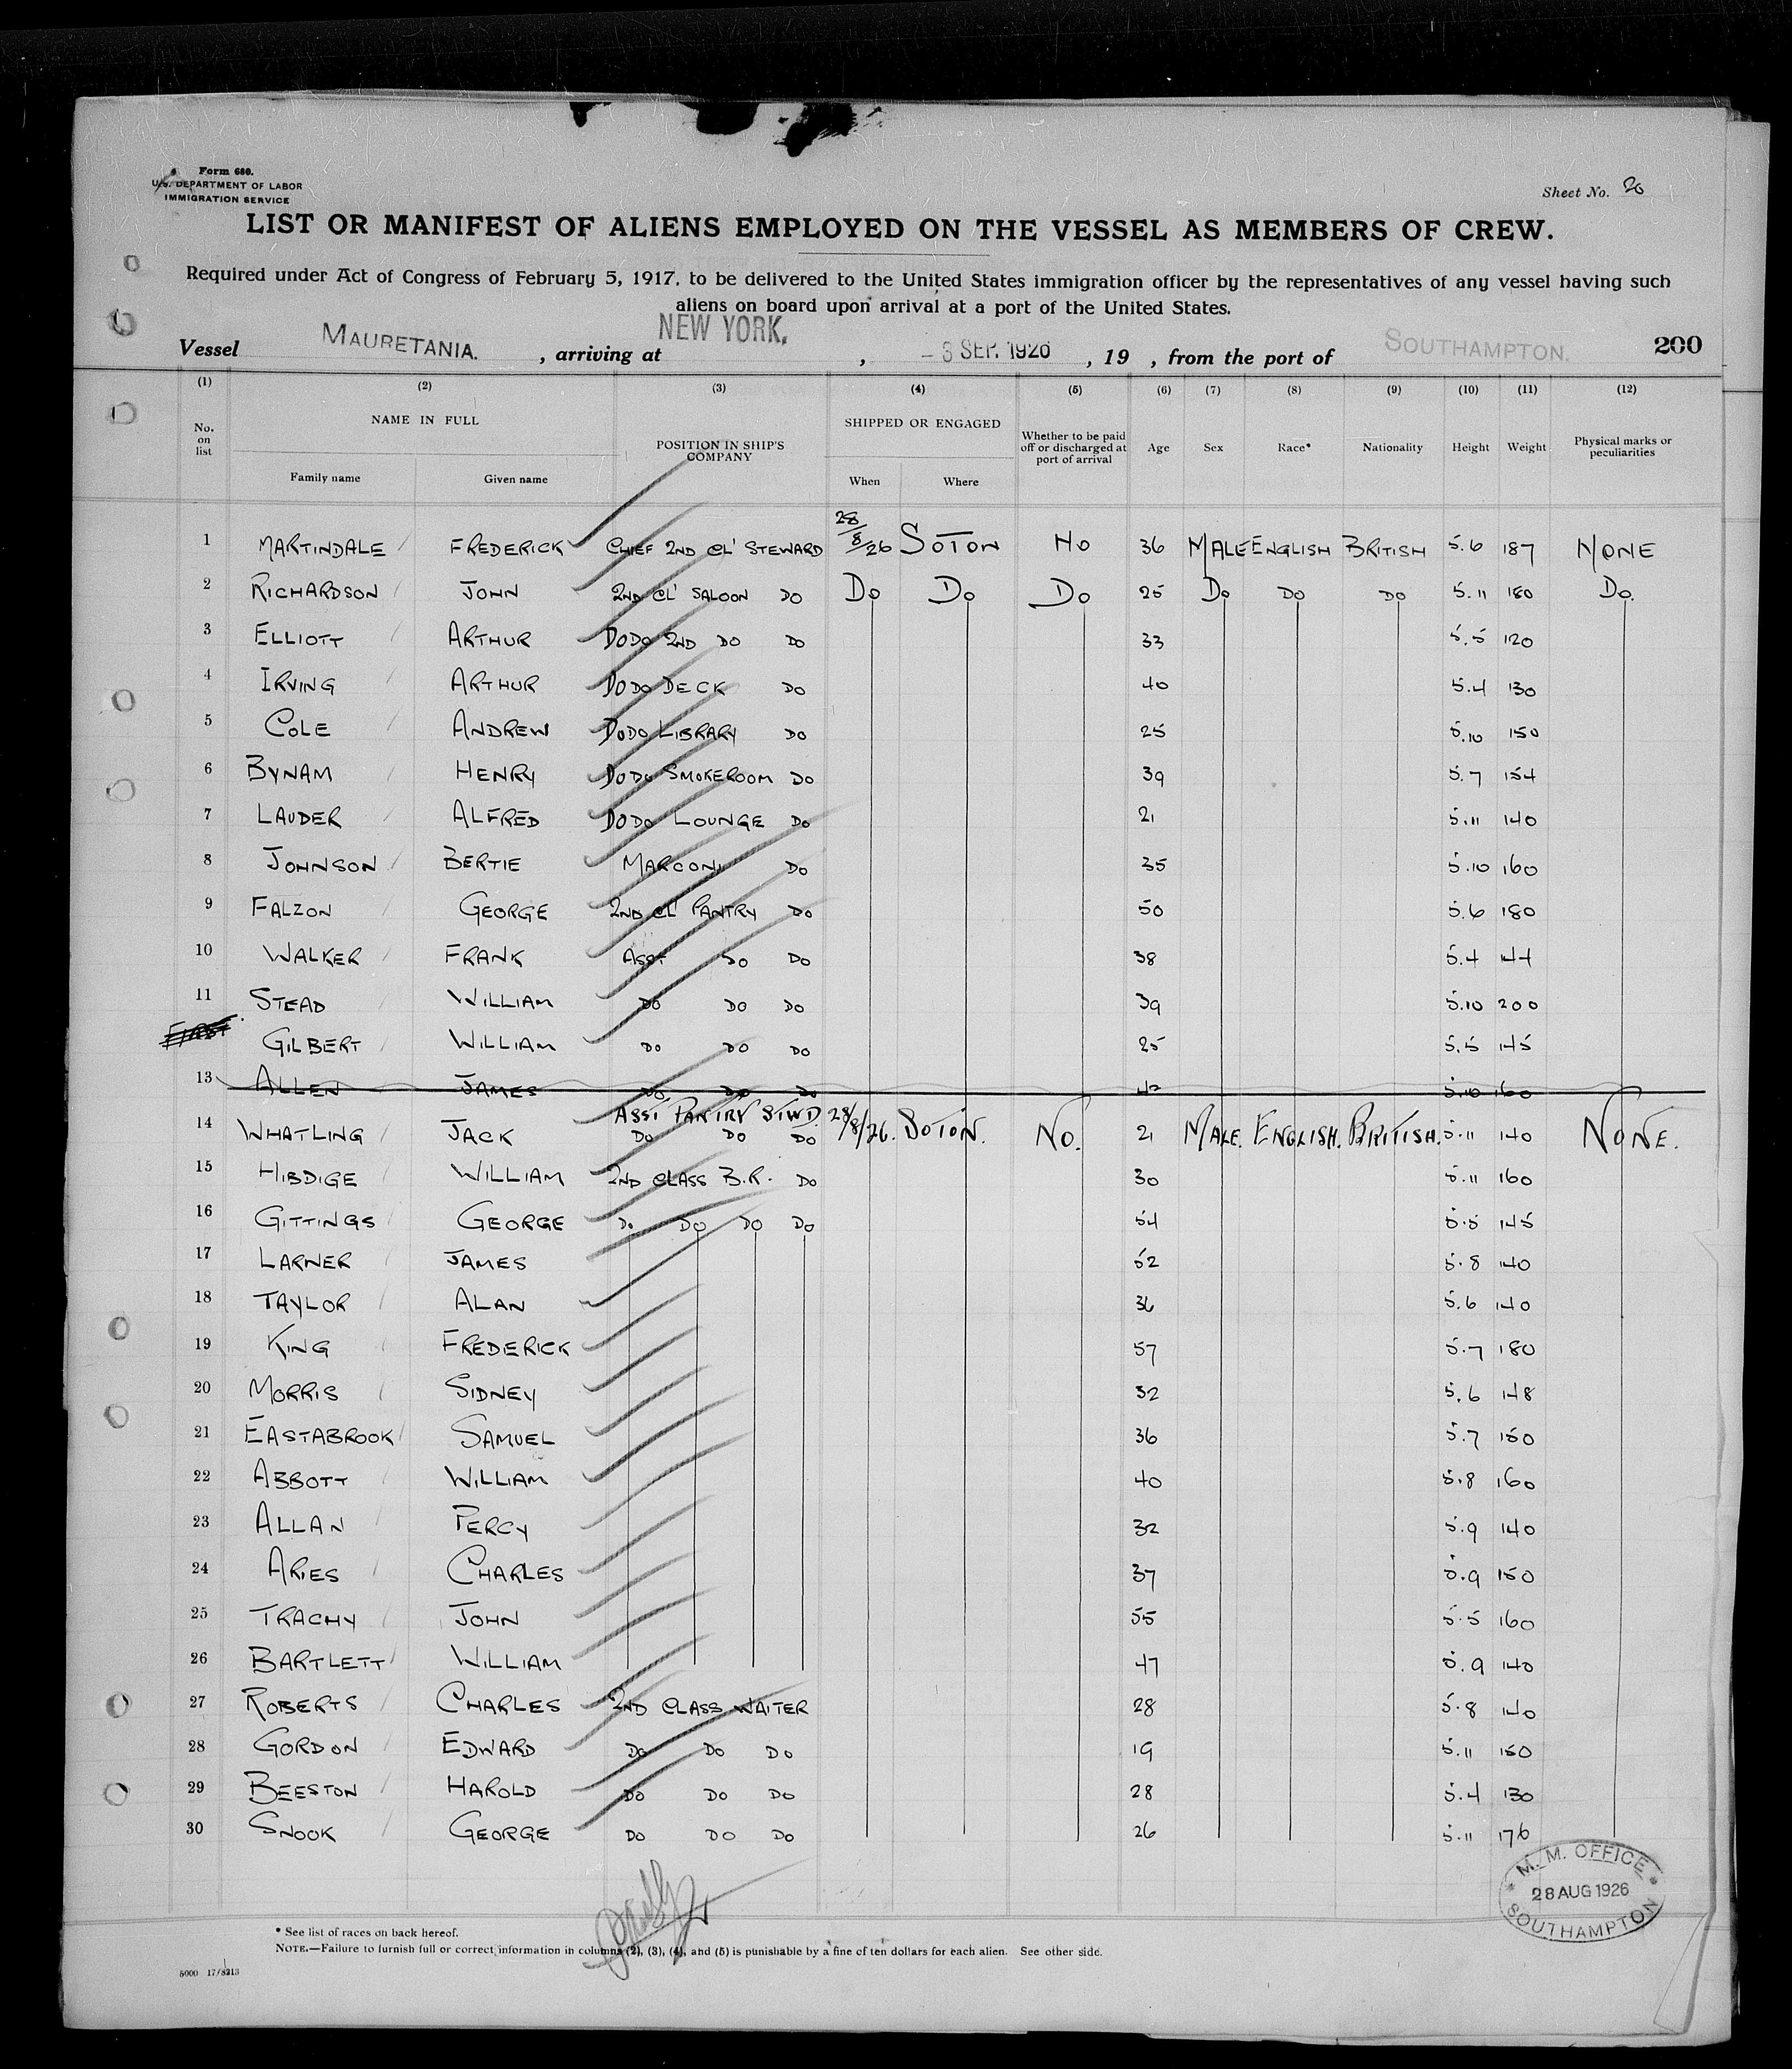 Form 680.
U.S. DEPARTMENT OF LABOR
IMMIGRATION SERVICE
Sheet No. 20
LIST OR MANIFEST OF ALIENS EMPLOYED ON THE VESSEL AS MEMBERS OF CREW.
Required under Act of Congress of February 5, 1917, to be delivered to the United States immigration officer by the representatives of any vessel having such
aliens on board upon arrival at a port of the United States.
Vessel MAURETANIA. , arriving at NEW YORK. , - 3 SEP. 1926 , 19 , from the port of SOUTHAMPTON. 200
(1) (2) (3) (4) (5) (6) (7) (8) (9) (10) (11) (12)
No. on list NAME IN FULL Family name Given name POSITION IN SHIP'S COMPANY SHIPPED OR ENGAGED When Where Whether to be paid off or discharged at port of arrival Age Sex Race* Nationality Height Weight Physical marks or peculiarities
1 MARTINDALE FREDERICK CHIEF 2ND CL' STEWARD 28/8/26 SOTON NO 36 MALE ENGLISH BRITISH 5.6 187 NONE
2 RICHARDSON JOHN 2ND CL' SALOON DO DO DO DO 25 DO DO DO 5.11 180 DO.
3 ELLIOTT ARTHUR DODO 2ND DO DO 33 5.5 120
4 IRVING ARTHUR DODO DECK DO 40 5.4 130
5 COLE ANDREW DODO LIBRARY DO 25 5.10 150
6 BYNAM HENRY DODO SMOKEROOM DO 39 5.7 154
7 LAUDER ALFRED DODO LOUNGE DO 21 5.11 140
8 JOHNSON BERTIE MARCONI DO 35 5.10 160
9 FALZON GEORGE 2ND CL' PANTRY DO 50 5.6 180
10 WALKER FRANK ASST DO DO 38 5.4 144
11 STEAD WILLIAM DO DO DO 39 5.10 200
FIRST GILBERT WILLIAM DO DO DO 25 5.5 145
13 ALLEN JAMES DO DO DO 42 5.10 160
ASST PANTRY STWD.
14 WHATLING JACK DO DO DO 28/8/26. SOTON. NO. 21 MALE. ENGLISH. BRITISH. 5.11 140 NONE.
15 HIBDIGE WILLIAM 2ND CLASS B.R. DO 30 5.11 160
16 GITTINGS GEORGE DO DO DO DO 54 5.5 145
17 LARNER JAMES 52 5.8 140
18 TAYLOR ALAN 36 5.6 140
19 KING FREDERICK 57 5.7 180
20 MORRIS SIDNEY 32 5.6 148
21 EASTABROOK SAMUEL 36 5.7 150
22 ABBOTT WILLIAM 40 5.8 160
23 ALLAN PERCY 32 5.9 140
24 ARIES CHARLES 37 5.9 150
25 TRACHY JOHN 55 5.5 160
26 BARTLETT WILLIAM 47 5.9 140
27 ROBERTS CHARLES 2ND CLASS WAITER 28 5.8 140
28 GORDON EDWARD DO DO DO 19 5.11 150
29 BEESTON HAROLD DO DO DO 28 5.4 130
30 SNOOK GEORGE DO DO DO 26 5.11 176
M.M. OFFICE
28 AUG 1926
SOUTHAMPTON
* See list of races on back hereof.
NOTE.—Failure to furnish full or correct information in columns (2), (3), (4), and (5) is punishable by a fine of ten dollars for each alien. See other side.
5000 17/8213